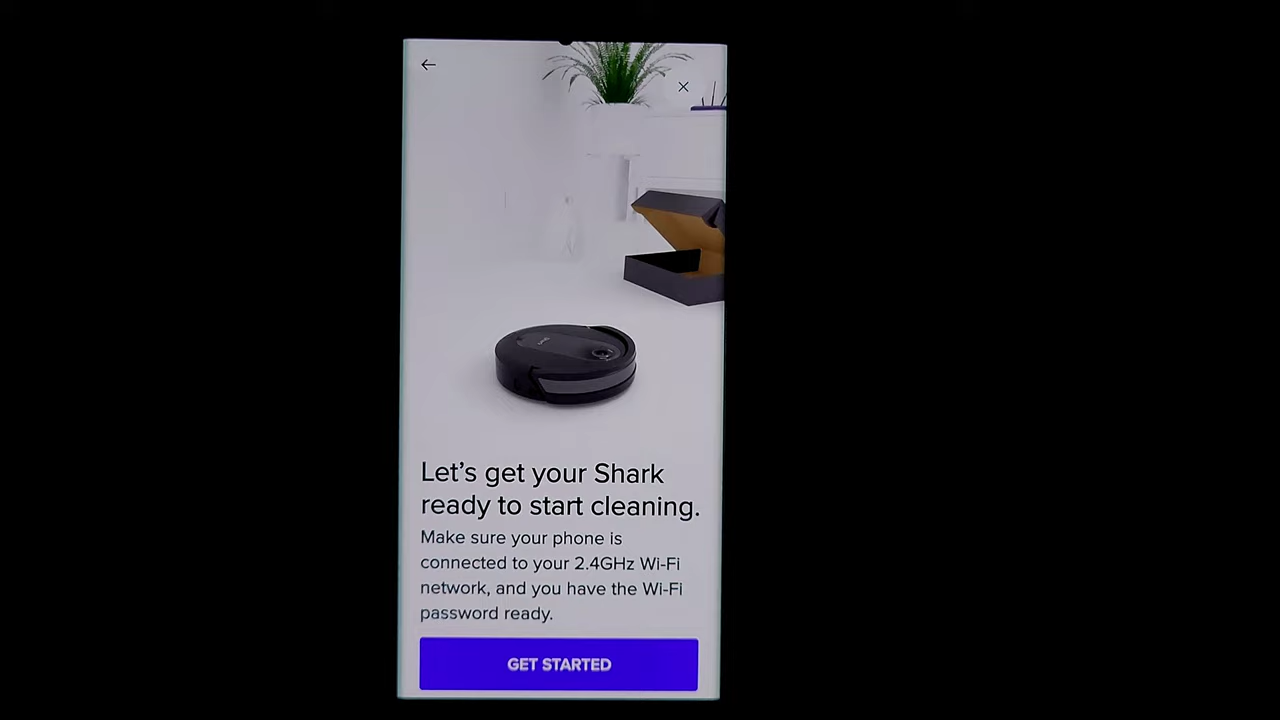 Let's get your Shark
ready to start cleaning.
Make sure your phone is
connected to your 2.4GHz Wi-Fi
network, and you have the Wi-Fi
password ready.
GET STARTED